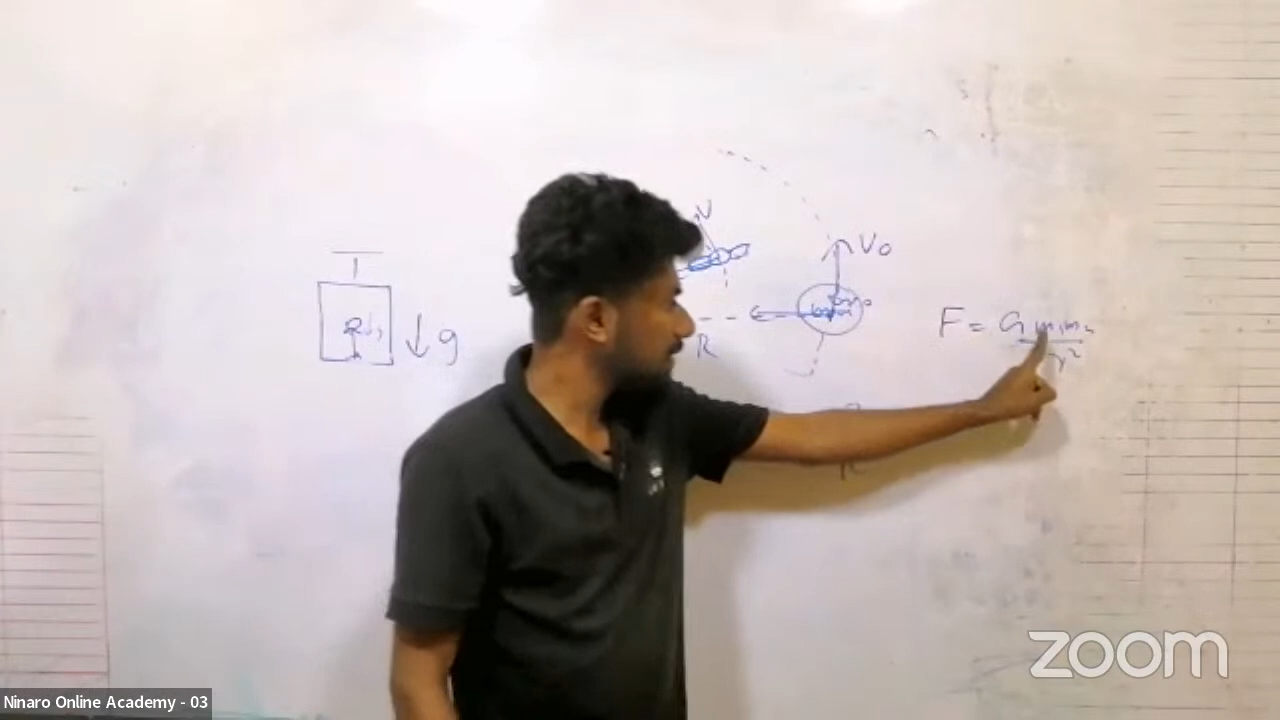 V
V₀
F = G m₁m₂
r²
↓ g
R
zoom
Ninaro Online Academy - 03